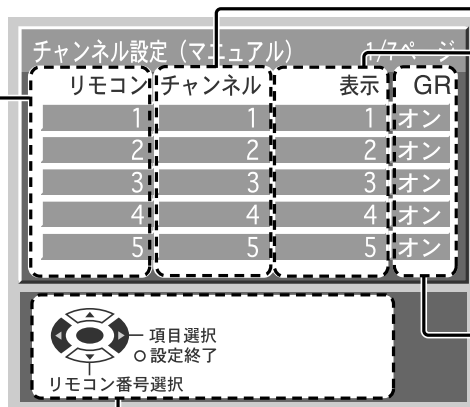 チャンネル設定（マニュアル） 1/7ページ
リモコン チャンネル 表示 GR
1 1 1 オン
2 2 2 オン
3 3 3 オン
4 4 4 オン
5 5 5 オン
項目選択
設定終了
リモコン番号選択